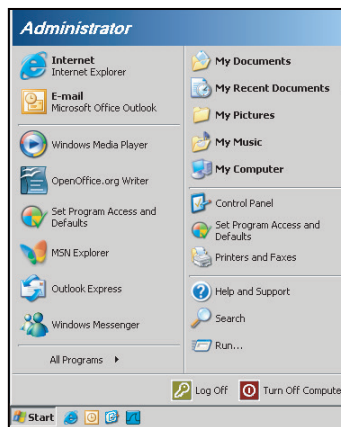 Administrator
Internet
Internet Explorer
E-mail
Microsoft Office Outlook
Windows Media Player
OpenOffice.org Writer
Set Program Access and
Defaults
MSN Explorer
Outlook Express
Windows Messenger
All Programs
My Documents
My Recent Documents
My Pictures
My Music
My Computer
Control Panel
Set Program Access and
Defaults
Printers and Faxes
Help and Support
Search
Run...
Log Off Turn Off Compute
Start